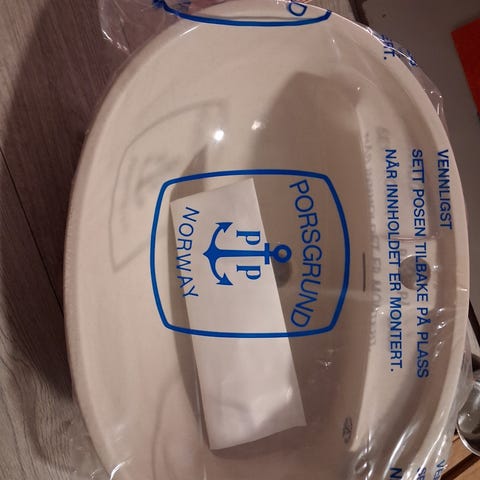 PORSGRUND
P P
NORWAY
VENNLIGST
SETT POSEN TILBAKE PÅ PLASS
NÅR INNHOLDET ER MONTERT.